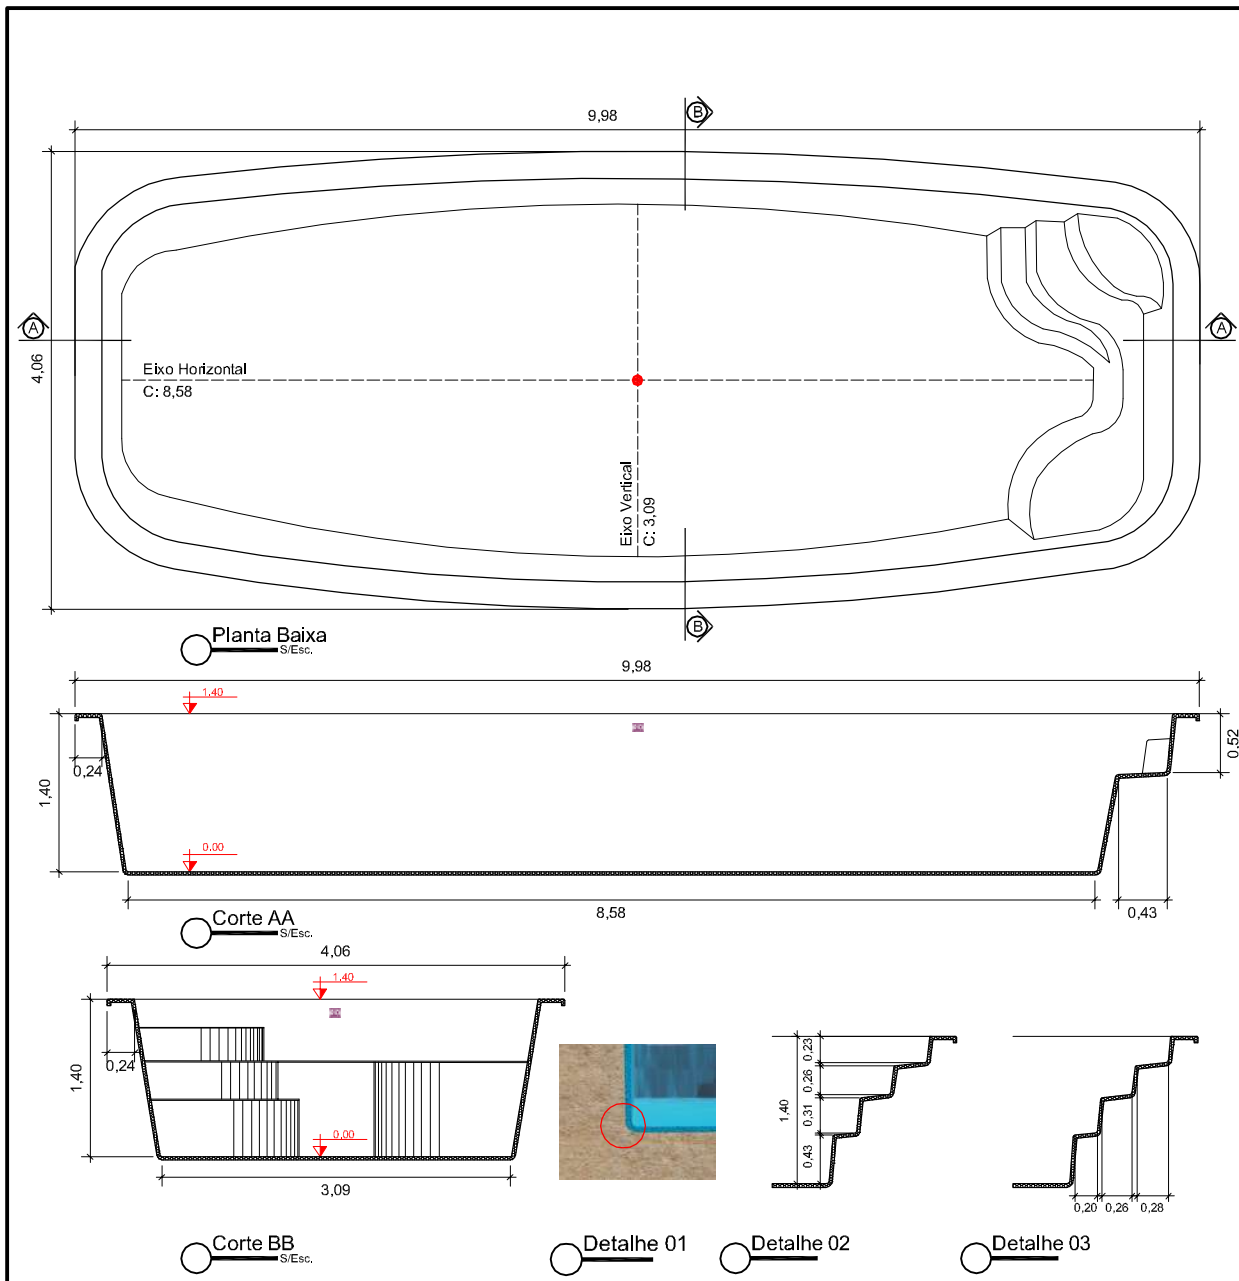 9,98
B
4,06
A
A
Eixo Horizontal
C: 8,58
Eixo Vertical
C: 3,09
B
Planta Baixa
S/Esc.
9,98
1.40
0,24
1,40
0,52
0.00
8,58
0,43
Corte AA
S/Esc.
4,06
1.40
0,24
1,40
0,00
3,09
Corte BB
S/Esc.
Detalhe 01
1,40
0,23
0,26
0,31
0,43
Detalhe 02
0,20
0,26
0,28
Detalhe 03